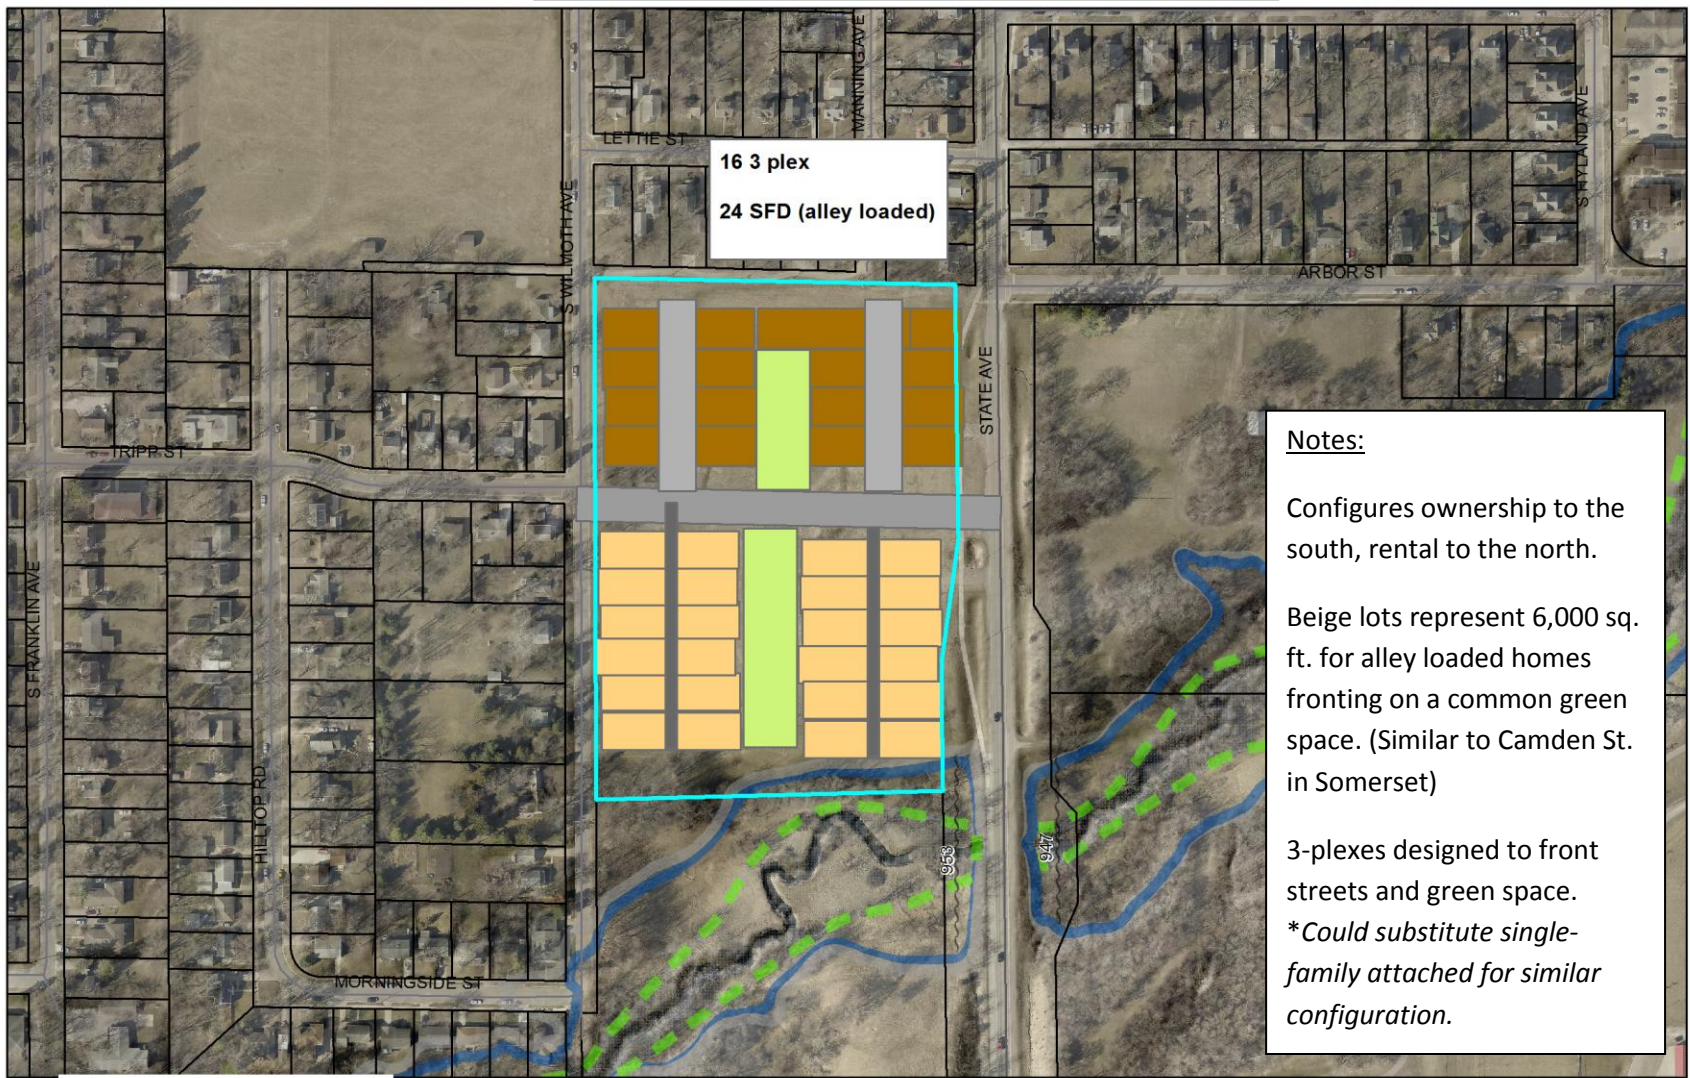 MANNING AVE
LETTIE ST
16 3 plex
24 SFD (alley loaded)
S HYLAND AVE
S WILMOTH AVE
ARBOR ST
STATE AVE
TRIPP ST
S FRANKLIN AVE
HILLTOP RD
MORNINGSIDE ST
953
947
Notes:
Configures ownership to the
south, rental to the north.
Beige lots represent 6,000 sq.
ft. for alley loaded homes
fronting on a common green
space. (Similar to Camden St.
in Somerset)
3-plexes designed to front
streets and green space.
*Could substitute single-
family attached for similar
configuration.